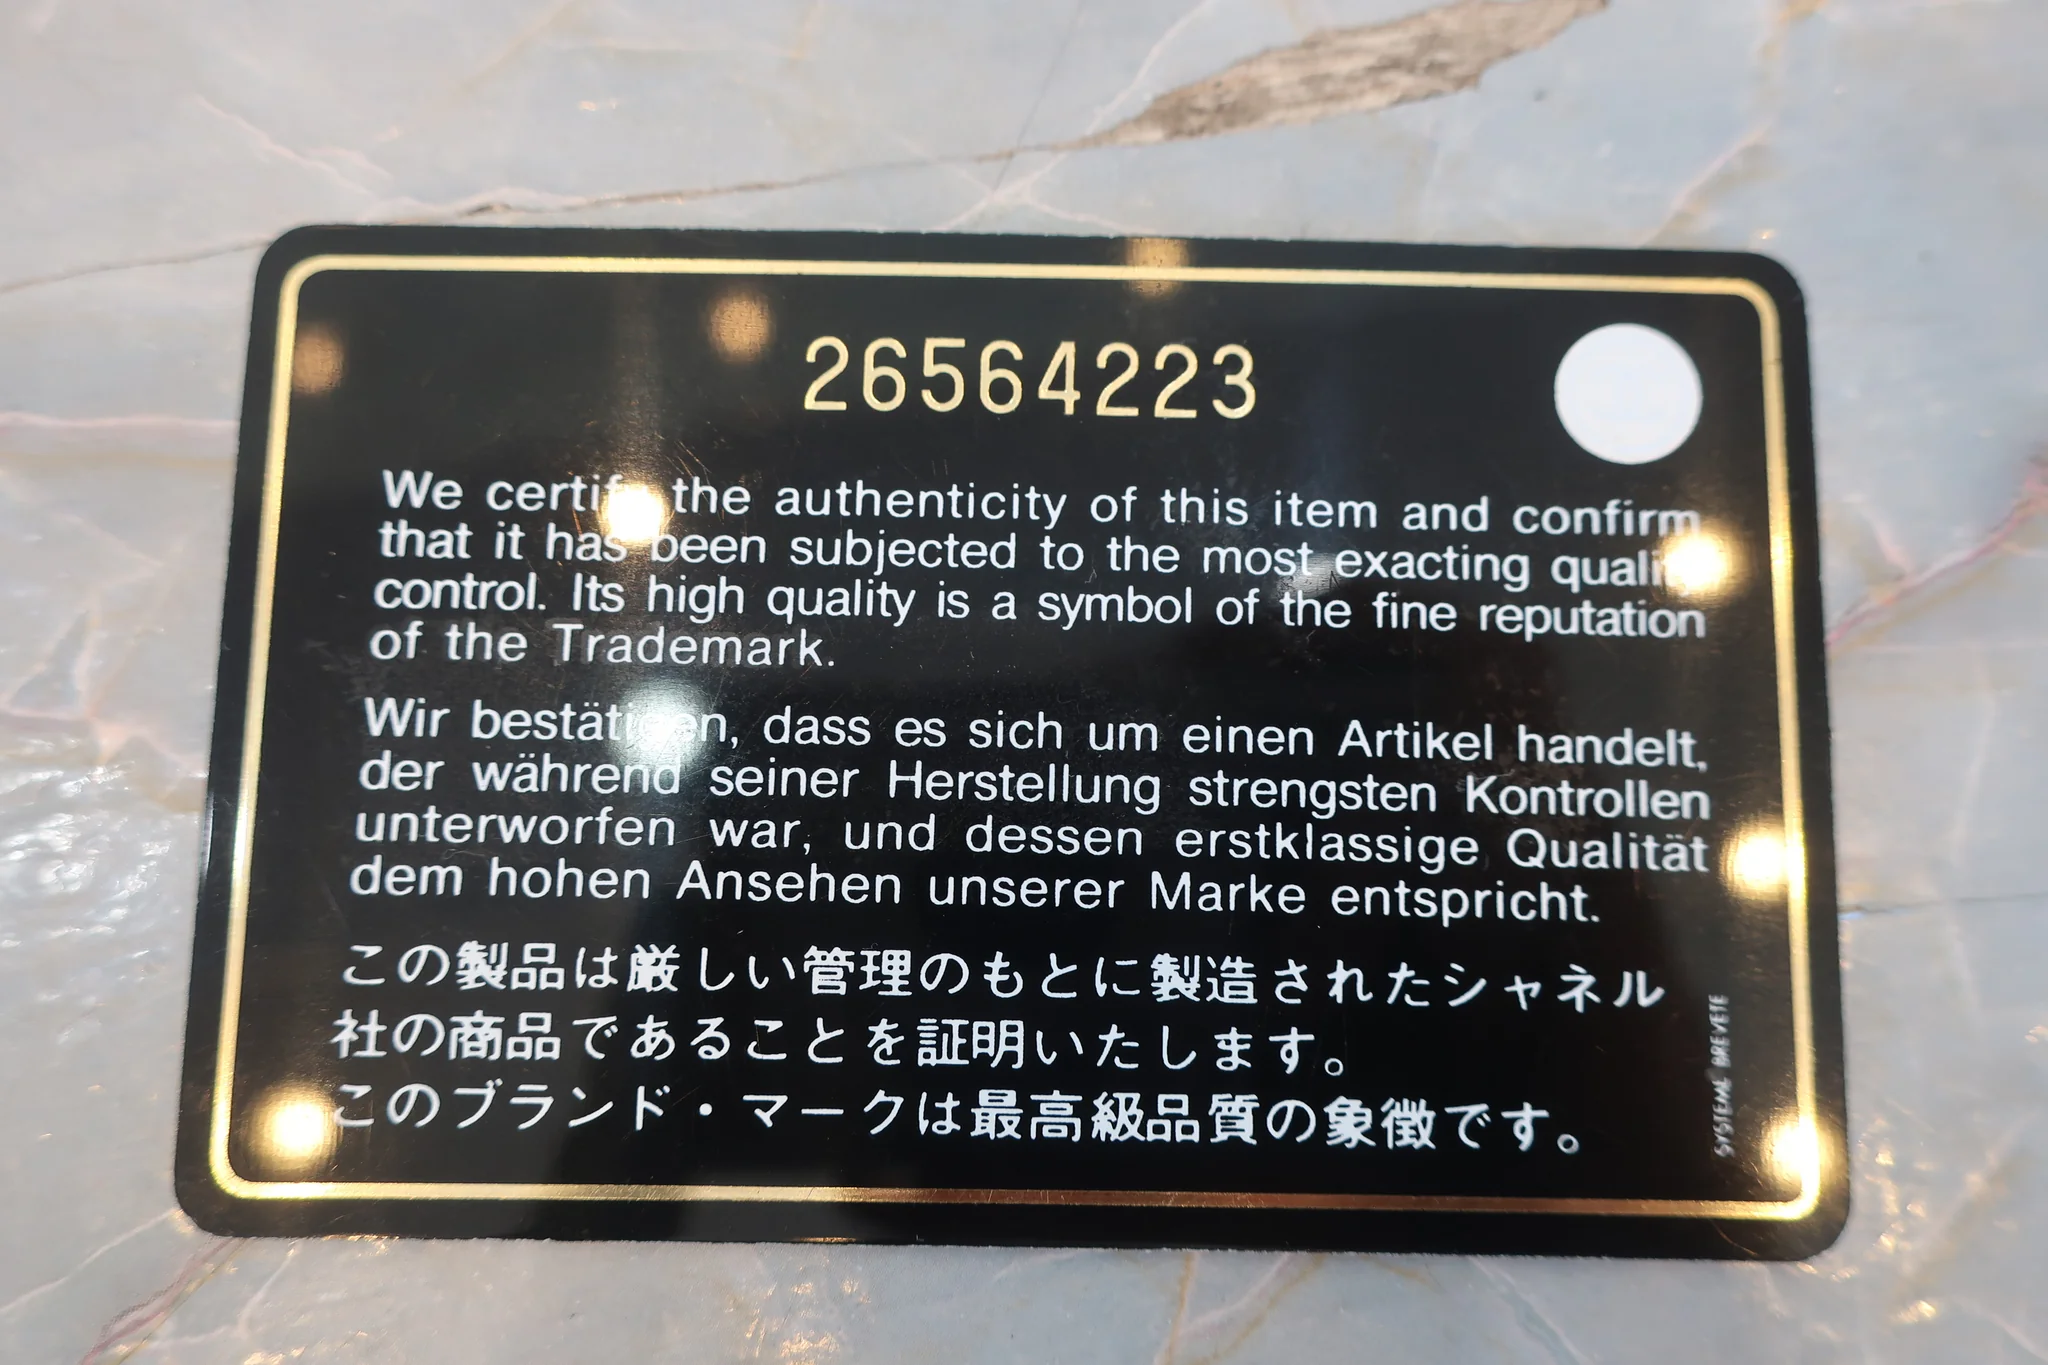 26564223
We certify the authenticity of this item and confirm
that it has been subjected to the most exacting quality
control. Its high quality is a symbol of the fine reputation
of the Trademark.
Wir bestätigen, dass es sich um einen Artikel handelt,
der während seiner Herstellung strengsten Kontrollen
unterworfen war, und dessen erstklassige Qualität
dem hohen Ansehen unserer Marke entspricht.
この製品は厳しい管理のもとに製造されたシャネル
社の商品であることを証明いたします。
このブランド・マークは最高級品質の象徴です。
SYSTEME BREVETE